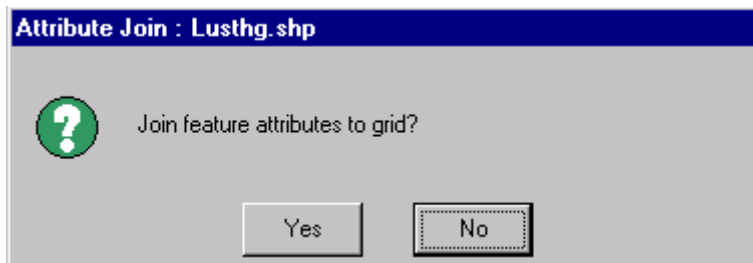 Attribute Join : Lusthg.shp
Join feature attributes to grid?
Yes
No